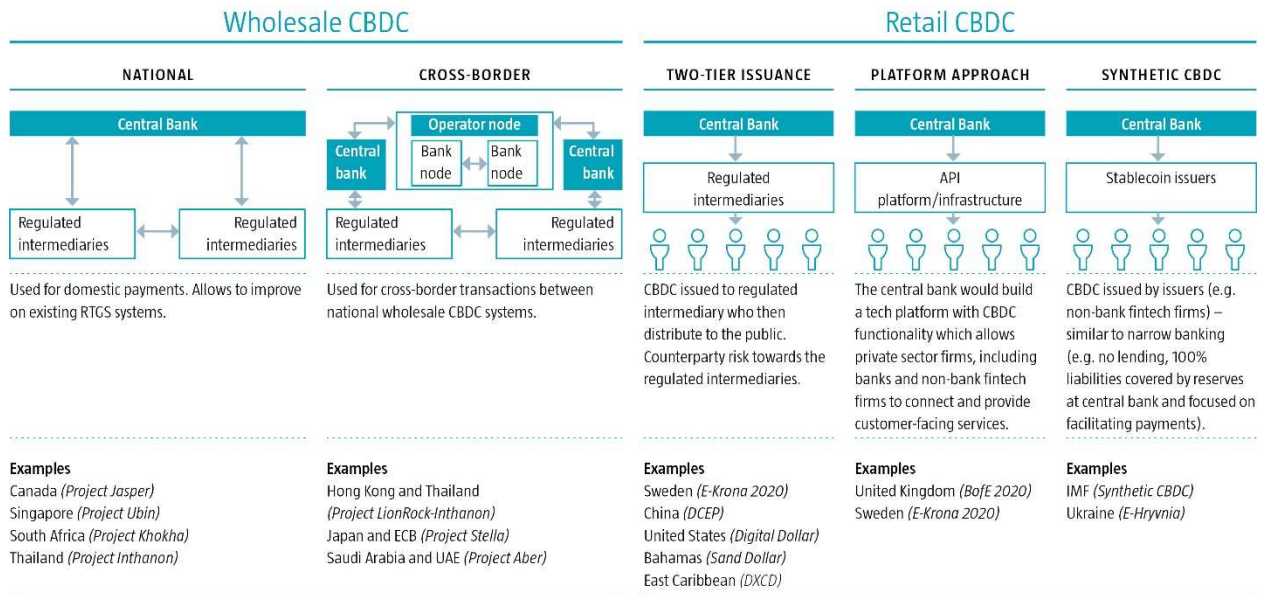 Wholesale CBDC
Retail CBDC
NATIONAL
CROSS-BORDER
TWO-TIER ISSUANCE
PLATFORM APPROACH
SYNTHETIC CBDC
Central Bank
Regulated
intermediaries
Regulated
intermediaries
Used for domestic payments. Allows to improve
on existing RTGS systems.
Examples
Canada (Project Jasper)
Singapore (Project Ubin)
South Africa (Project Khokha)
Thailand (Project Inthanon)
Operator node
Central
bank
Bank
node
Bank
node
Central
bank
Regulated
intermediaries
Regulated
intermediaries
Used for cross-border transactions between
national wholesale CBDC systems.
Examples
Hong Kong and Thailand
(Project LionRock-Inthanon)
Japan and ECB (Project Stella)
Saudi Arabia and UAE (Project Aber)
Central Bank
Regulated
intermediaries
CBDC issued to regulated
intermediary who then
distribute to the public.
Counterparty risk towards the
regulated intermediaries.
Examples
Sweden (E-Krona 2020)
China (DCEP)
United States (Digital Dollar)
Bahamas (Sand Dollar)
East Caribbean (DXCD)
Central Bank
API
platform/infrastructure
The central bank would build
a tech platform with CBDC
functionality which allows
private sector firms, including
banks and non-bank fintech
firms to connect and provide
customer-facing services.
Examples
United Kingdom (BofE 2020)
Sweden (E-Krona 2020)
Central Bank
Stablecoin issuers
CBDC issued by issuers (e.g.
non-bank fintech firms) –
similar to narrow banking
(e.g. no lending, 100%
liabilities covered by reserves
at central bank and focused on
facilitating payments).
Examples
IMF (Synthetic CBDC)
Ukraine (E-Hryvnia)